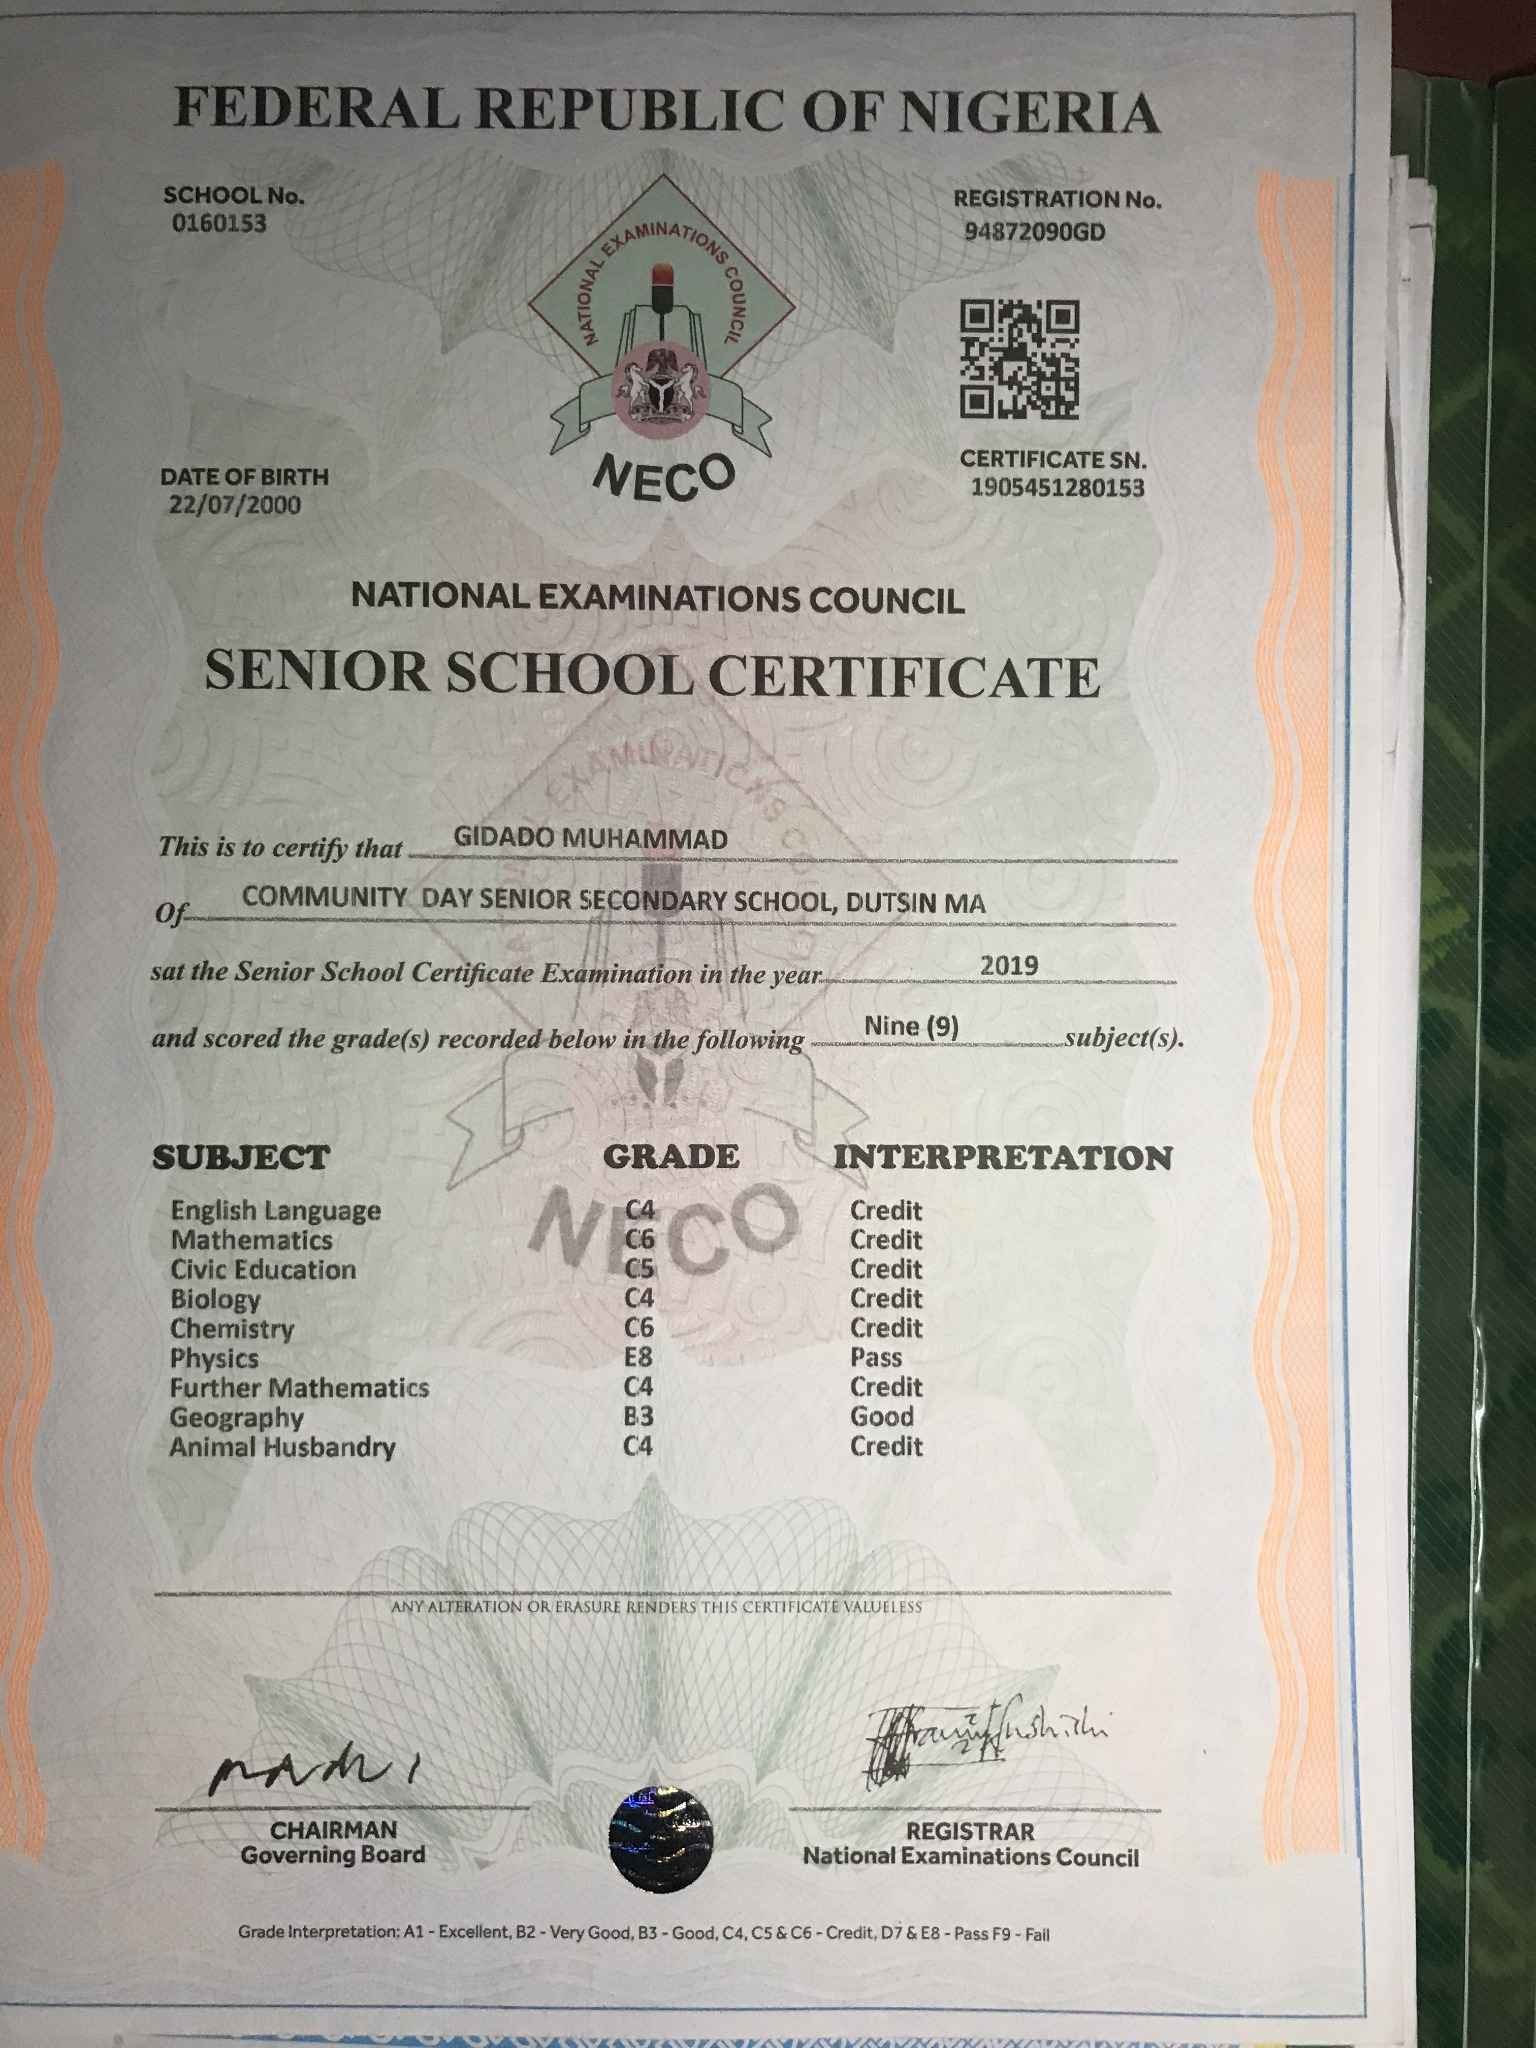 FEDERAL REPUBLIC OF NIGERIA
SCHOOL No.
0160153
REGISTRATION No.
94872090GD
NATIONAL EXAMINATIONS COUNCIL
NECO
DATE OF BIRTH
22/07/2000
CERTIFICATE SN.
1905451280153
NATIONAL EXAMINATIONS COUNCIL
SENIOR SCHOOL CERTIFICATE
This is to certify that GIDADO MUHAMMAD
Of COMMUNITY DAY SENIOR SECONDARY SCHOOL, DUTSIN MA
sat the Senior School Certificate Examination in the year 2019
and scored the grade(s) recorded below in the following Nine (9) subject(s).
SUBJECT GRADE INTERPRETATION
English Language C4 Credit
Mathematics C6 Credit
Civic Education C5 Credit
Biology C4 Credit
Chemistry C6 Credit
Physics E8 Pass
Further Mathematics C4 Credit
Geography B3 Good
Animal Husbandry C4 Credit
NECO
ANY ALTERATION OR ERASURE RENDERS THIS CERTIFICATE VALUELESS
CHAIRMAN
Governing Board
REGISTRAR
National Examinations Council
Grade Interpretation: A1 - Excellent, B2 - Very Good, B3 - Good, C4, C5 & C6 - Credit, D7 & E8 - Pass F9 - Fail